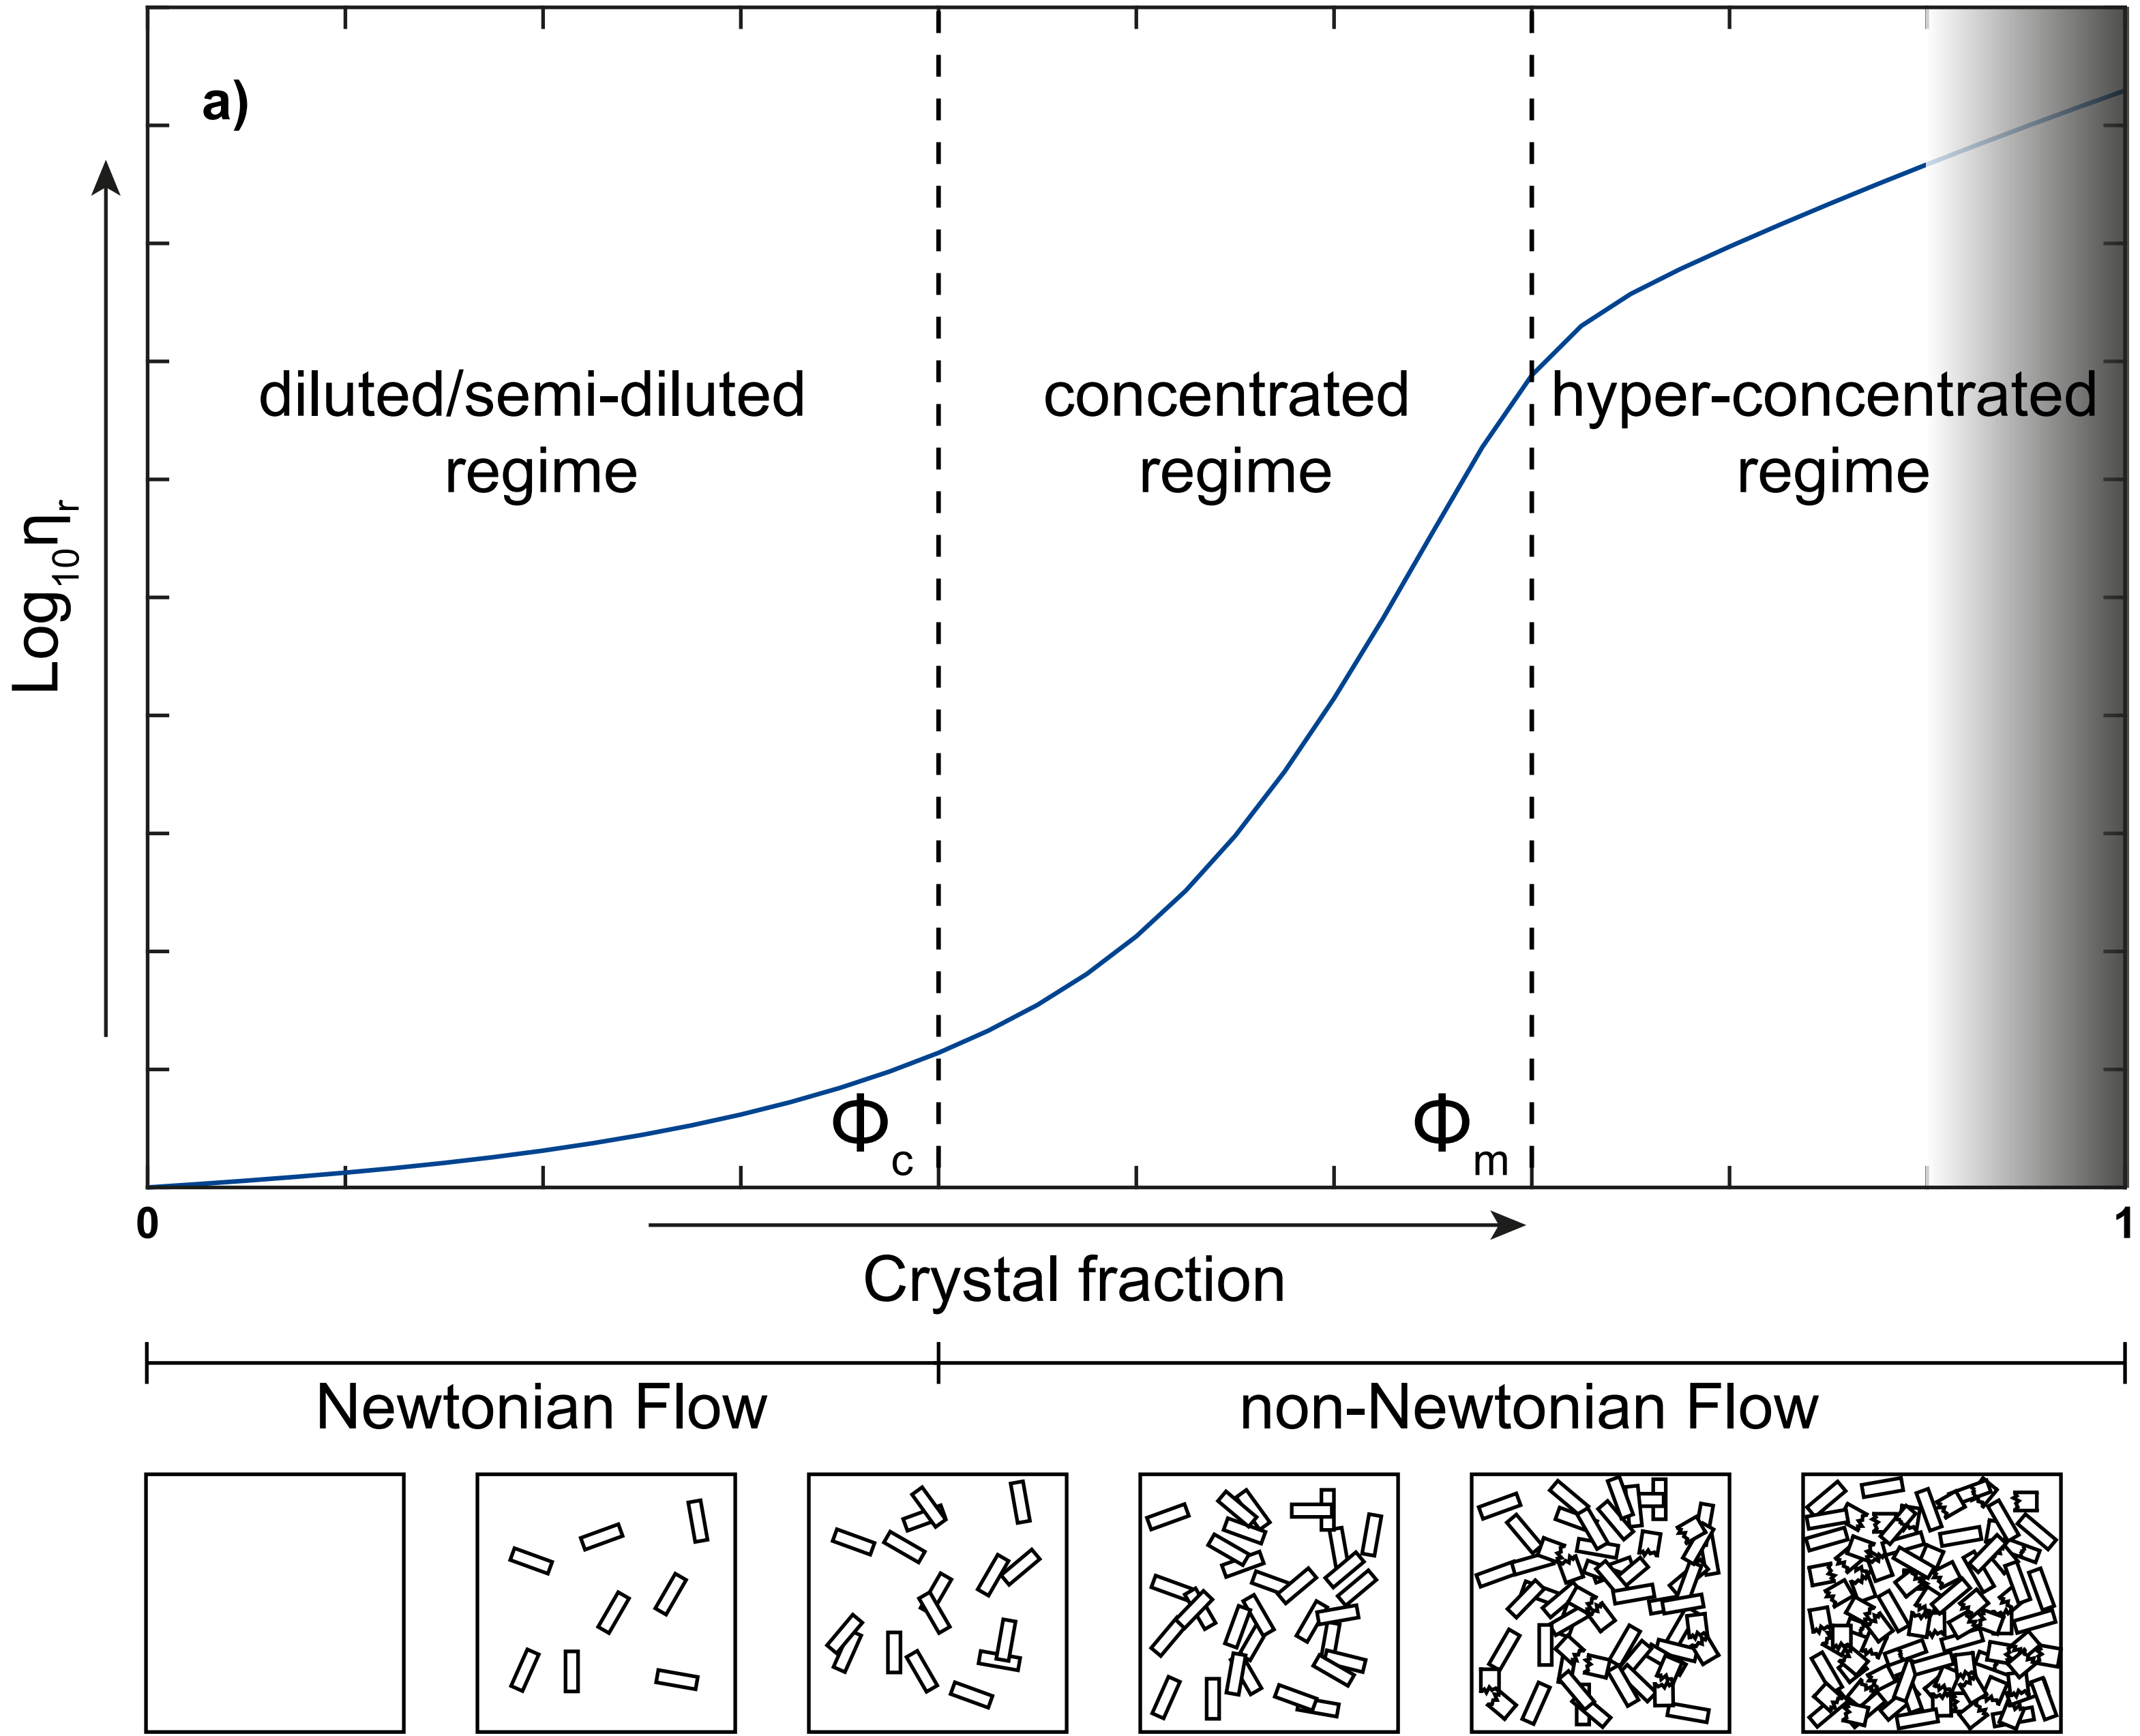 a)
diluted/semi-diluted
regime
concentrated
regime
hyper-concentrated
regime
Log10ηr
Φc
Φm
0
1
Crystal fraction
Newtonian Flow
non-Newtonian Flow